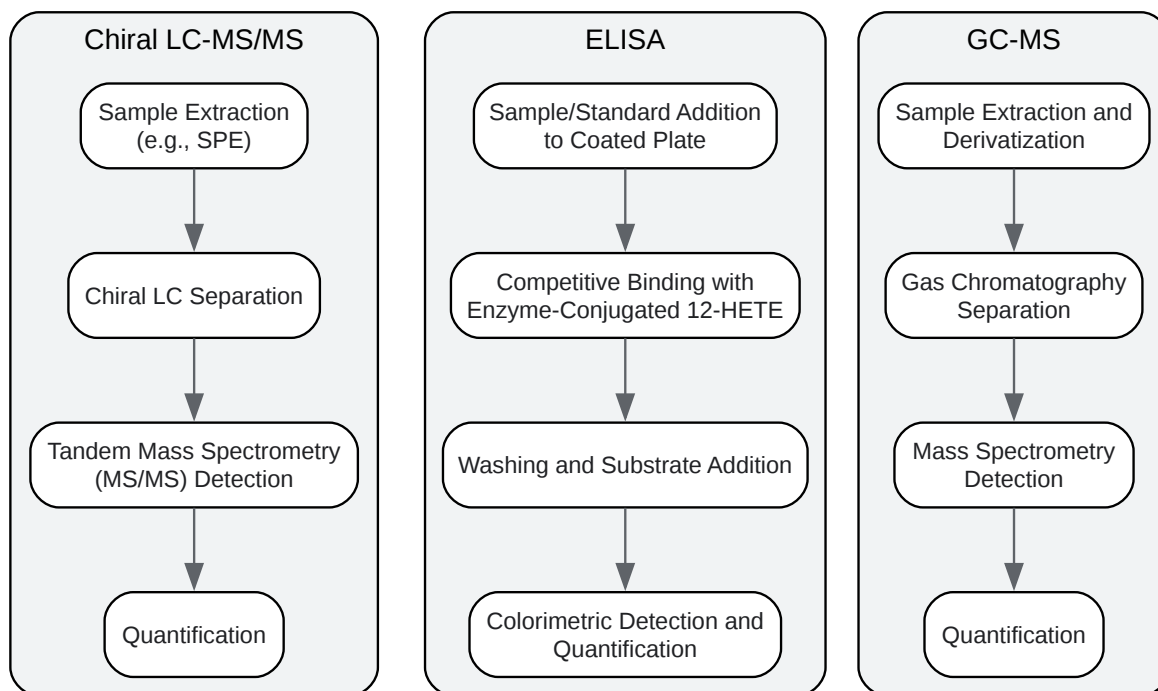 Chiral LC-MS/MS
Sample Extraction
(e.g., SPE)
Chiral LC Separation
Tandem Mass Spectrometry
(MS/MS) Detection
Quantification
ELISA
Sample/Standard Addition
to Coated Plate
Competitive Binding with
Enzyme-Conjugated 12-HETE
Washing and Substrate Addition
Colorimetric Detection and
Quantification
GC-MS
Sample Extraction and
Derivatization
Gas Chromatography
Separation
Mass Spectrometry
Detection
Quantification